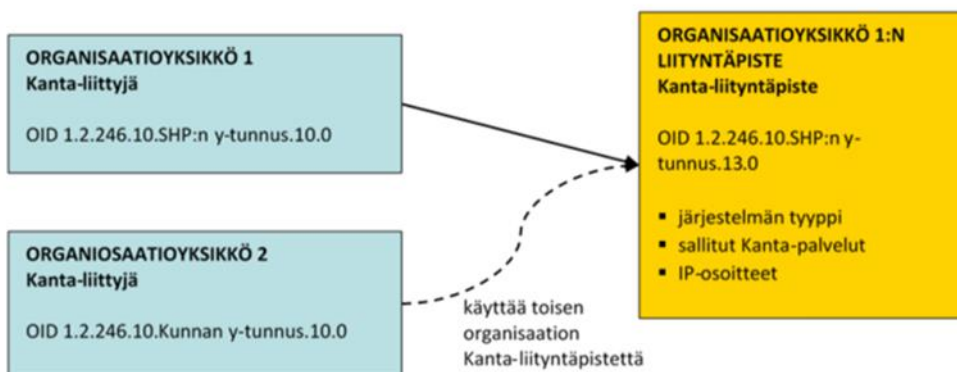 ORGANISAATIOYKSIKKÖ 1
Kanta-liittyjä
OID 1.2.246.10.SHP:n y-tunnus.10.0
ORGANIOSAATIOYKSIKKÖ 2
Kanta-liittyjä
OID 1.2.246.10.Kunnan y-tunnus.10.0
käyttää toisen
organisaation
Kanta-liityntäpistettä
ORGANISAATIOYKSIKKÖ 1:N
LIITYNTÄPISTE
Kanta-liityntäpiste
OID 1.2.246.10.SHP:n y-
tunnus.13.0
▪ järjestelmän tyyppi
▪ sallitut Kanta-palvelut
▪ IP-osoitteet